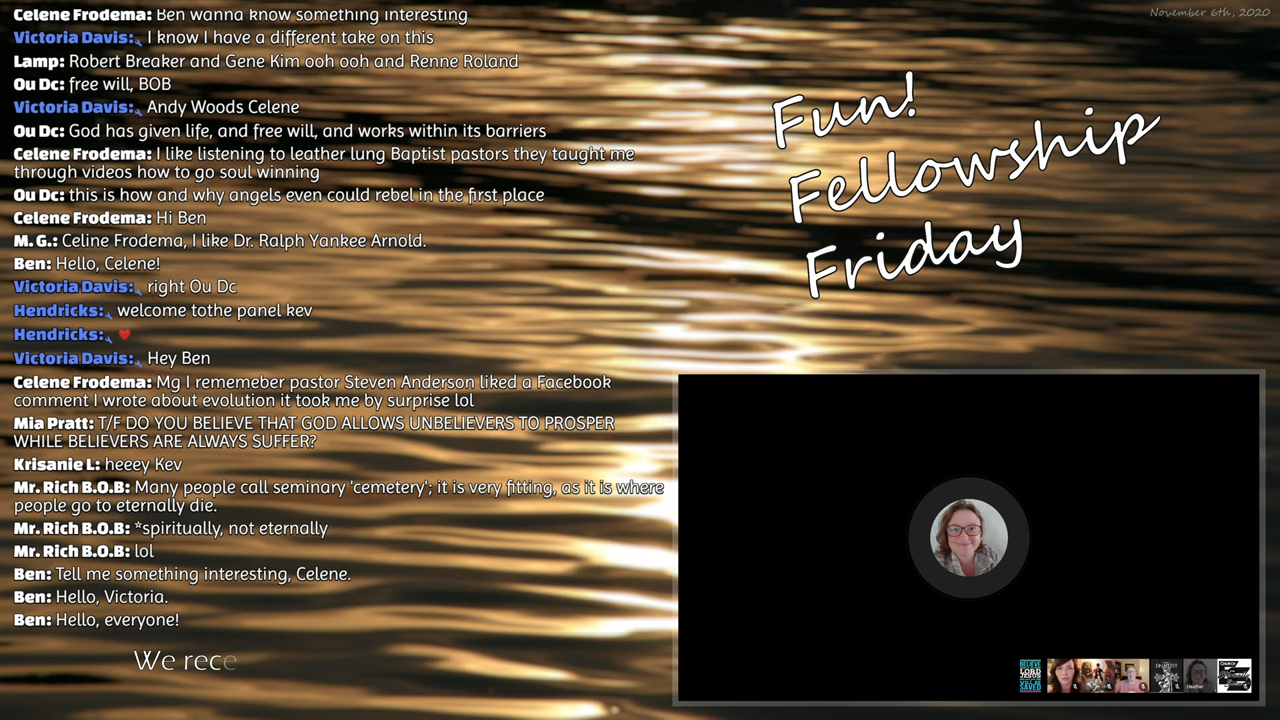 Celene Frodema: Ben wanna know something interesting
Victoria Davis: I know I have a different take on this
Lamp: Robert Breaker and Gene Kim ooh ooh and Renne Roland
Ou Dc: free will, BOB
Victoria Davis: Andy Woods Celene
Ou Dc: God has given life, and free will, and works within its barriers
Celene Frodema: I like listening to leather lung Baptist pastors they taught me
through videos how to go soul winning
Ou Dc: this is how and why angels even could rebel in the first place
Celene Frodema: Hi Ben
M. G.: Celine Frodema, I like Dr. Ralph Yankee Arnold.
Ben: Hello, Celene!
Victoria Davis: right Ou Dc
Hendricks: welcome tothe panel kev
Hendricks: ❤️
Victoria Davis: Hey Ben
Celene Frodema: Mg I rememeber pastor Steven Anderson liked a Facebook
comment I wrote about evolution it took me by surprise lol
Mia Pratt: T/F DO YOU BELIEVE THAT GOD ALLOWS UNBELIEVERS TO PROSPER
WHILE BELIEVERS ARE ALWAYS SUFFER?
Krisanie L: heeey Kev
Mr. Rich B.O.B: Many people call seminary 'cemetery'; it is very fitting, as it is where
people go to eternally die.
Mr. Rich B.O.B: *spiritually, not eternally
Mr. Rich B.O.B: lol
Ben: Tell me something interesting, Celene.
Ben: Hello, Victoria.
Ben: Hello, everyone!
We rece
November 6th, 2020
Fun!
Fellowship
Friday
BELIEVE
LORD
JESUS
SAVED
Heather
CHURCH